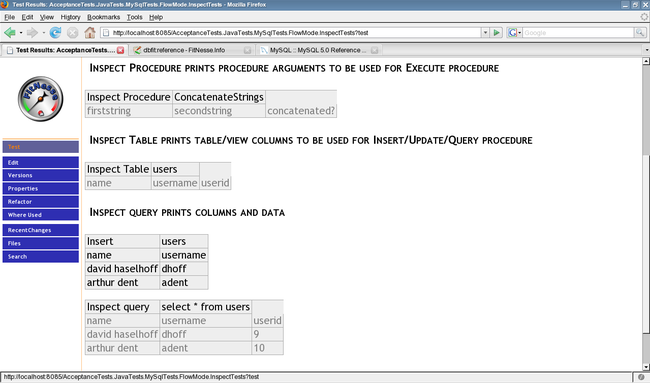 Test Results: AcceptanceTests.JavaTests.MySqlTests.FlowMode.InspectTests - Mozilla Firefox
File Edit View History Bookmarks Tools Help
http://localhost:8085/AcceptanceTests.JavaTests.MySqlTests.FlowMode.InspectTests?test
Google
Test Results: AcceptanceTests....
dbfit:reference - FitNesse.Info
MySQL :: MySQL 5.0 Reference ...
FitNesse
Test
Edit
Versions
Properties
Refactor
Where Used
RecentChanges
Files
Search
Inspect Procedure prints procedure arguments to be used for Execute procedure
Inspect Procedure ConcatenateStrings
firststring secondstring concatenated?
Inspect Table prints table/view columns to be used for Insert/Update/Query procedure
Inspect Table users
name username userid
Inspect query prints columns and data
Insert users
name username
david haselhoff dhoff
arthur dent adent
Inspect query select * from users
name username userid
david haselhoff dhoff 9
arthur dent adent 10
http://localhost:8085/AcceptanceTests.JavaTests.MySqlTests.FlowMode.InspectTests?test